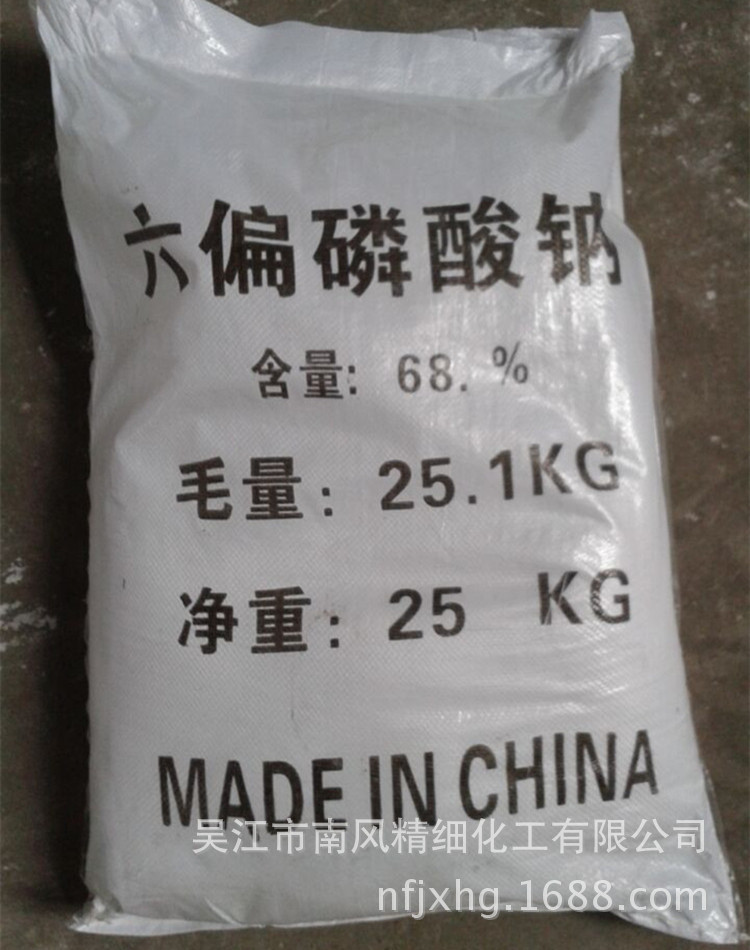 六偏磷酸钠
含量: 68. %
毛量: 25.1KG
净重: 25 KG
MADE IN CHINA
吴江市南风精细化工有限公司
nfjxhg.1688.com